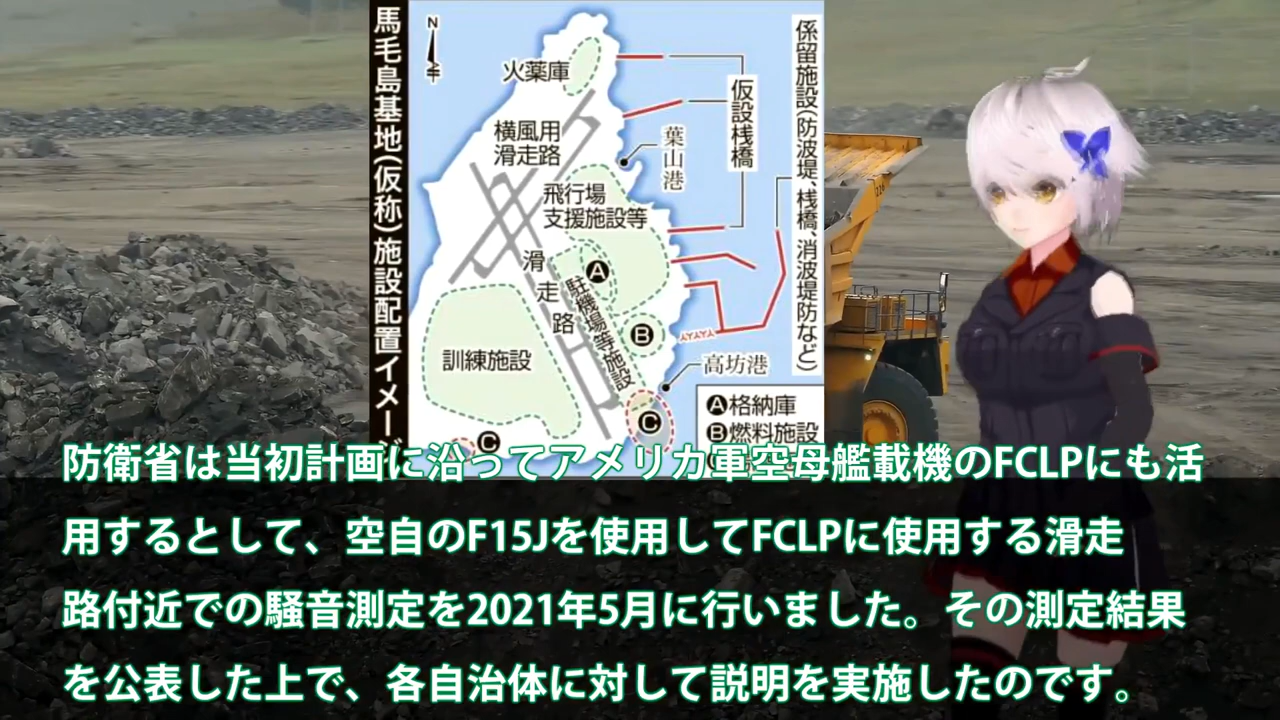 馬毛島基地(仮称)施設配置イメージ
N
火薬庫
横風用
滑走路
葉山港
仮設桟橋
係留施設(防波堤、桟橋、消波堤防など)
飛行場
支援施設等
滑走路
A
駐機場等施設
B
訓練施設
高坊港
C
C
A格納庫
B燃料施設
防衛省は当初計画に沿ってアメリカ軍空母艦載機のFCLPにも活
用するとして、空自のF15Jを使用してFCLPに使用する滑走
路付近での騒音測定を2021年5月に行いました。その測定結果
を公表した上で、各自治体に対して説明を実施したのです。